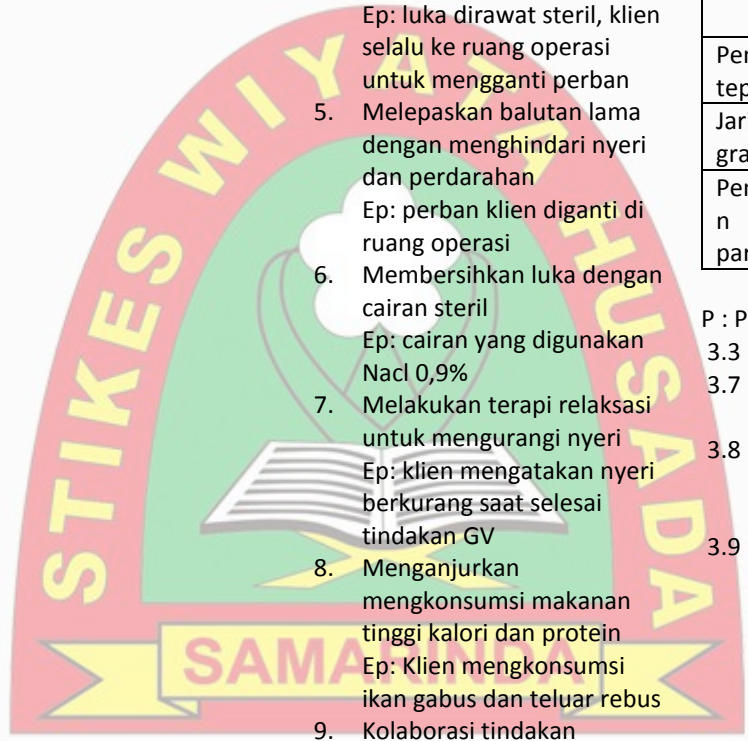 Ep: luka dirawat steril, klien
selalu ke ruang operasi
untuk mengganti perban
5. Melepaskan balutan lama
dengan menghindari nyeri
dan perdarahan
Ep: perban klien diganti di
ruang operasi
6. Membersihkan luka dengan
cairan steril
Ep: cairan yang digunakan
Nacl 0,9%
7. Melakukan terapi relaksasi
untuk mengurangi nyeri
Ep: klien mengatakan nyeri
berkurang saat selesai
tindakan GV
8. Menganjurkan
mengkonsumsi makanan
tinggi kalori dan protein
Ep: Klien mengkonsumsi
ikan gabus dan teluar rebus
9. Kolaborasi tindakan
n
P : P
3.3
3.7
3.8
3.9
STIKES WIYATA HUSADA
SAMARINDA